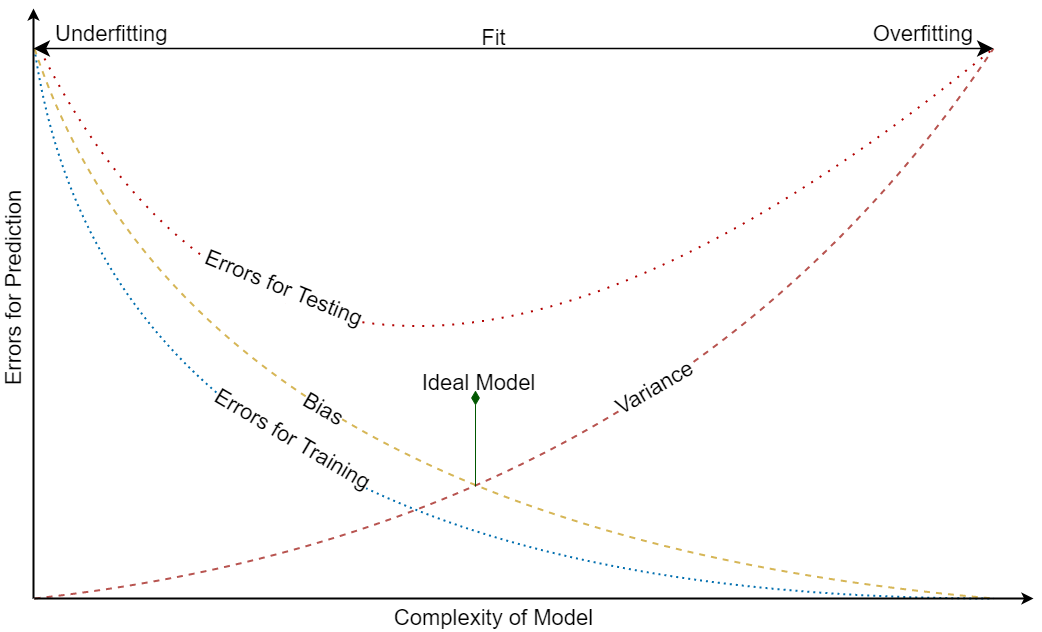 Underfitting
Fit
Overfitting
Errors for Prediction
Errors for Testing
Ideal Model
Variance
Bias
Errors for Training
Complexity of Model